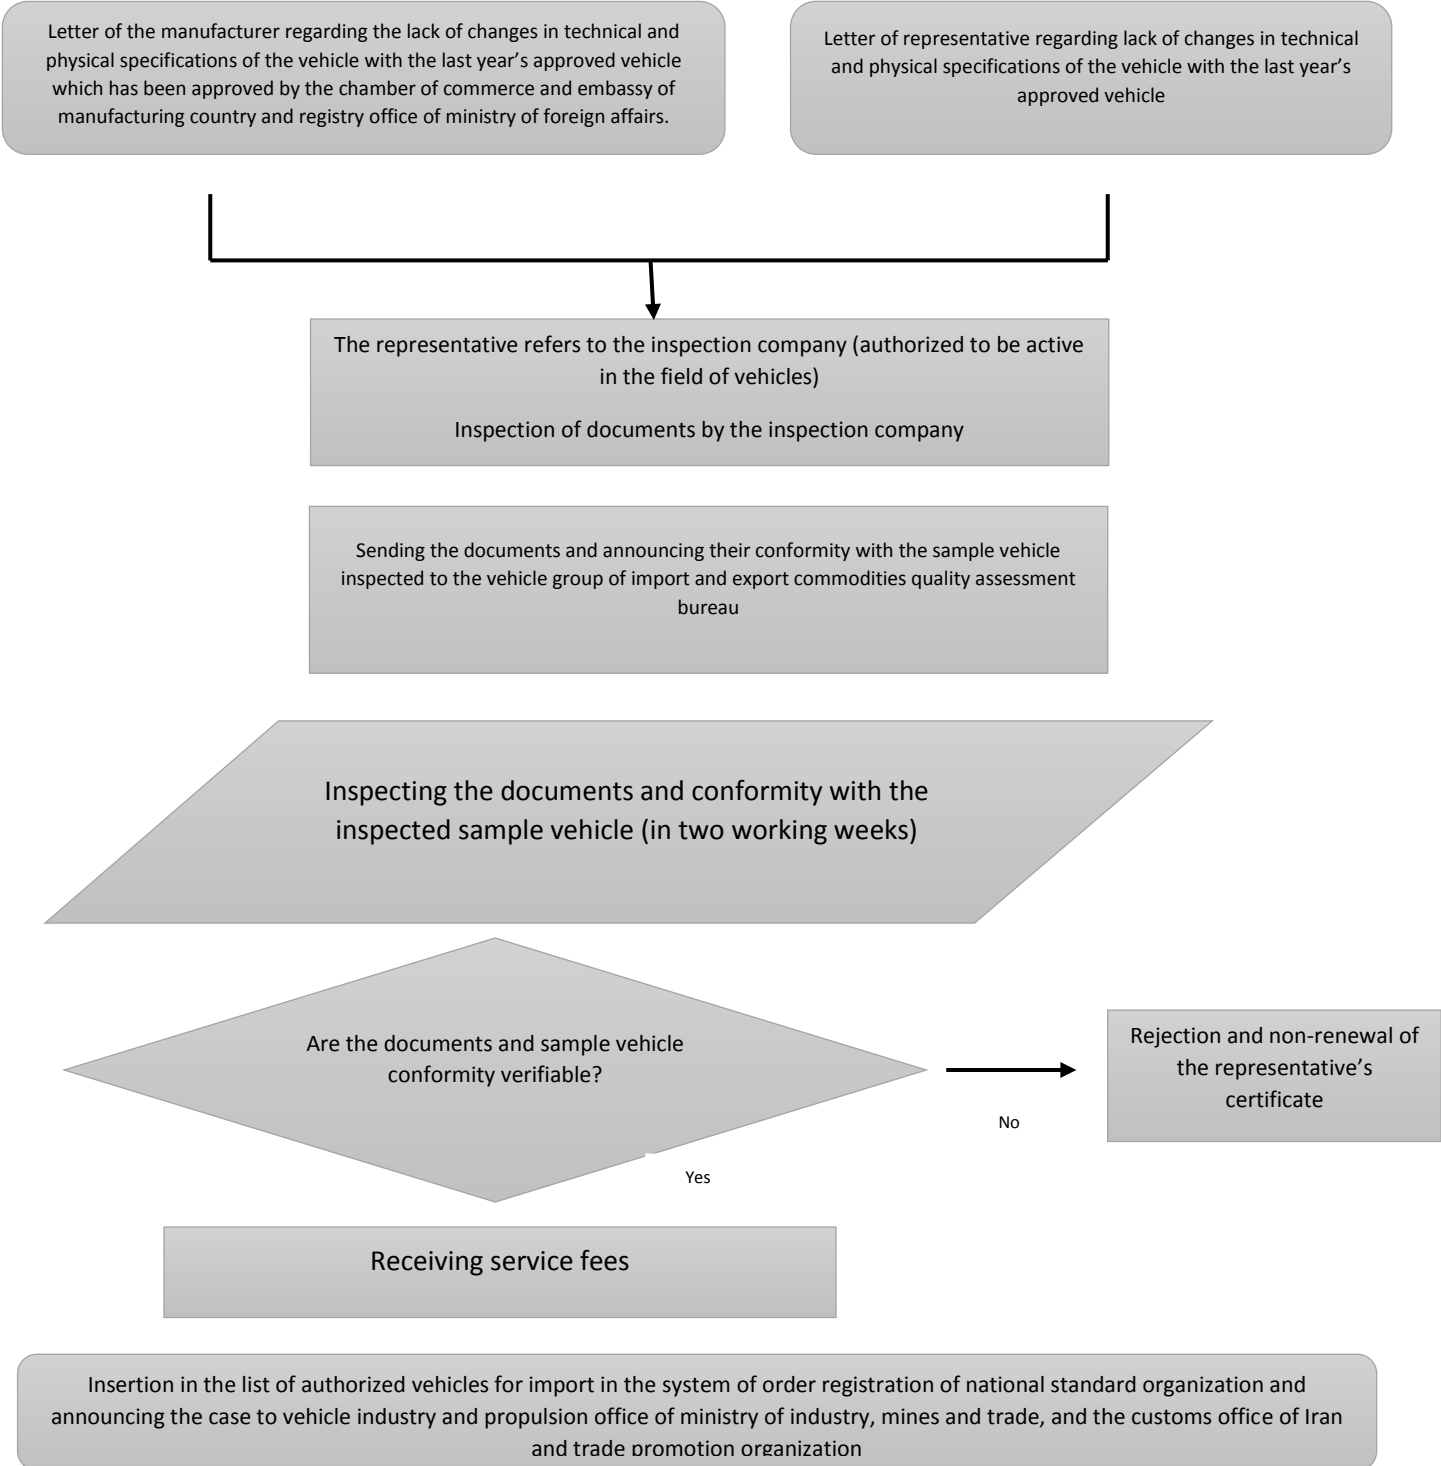 Letter of the manufacturer regarding the lack of changes in technical and
physical specifications of the vehicle with the last year's approved vehicle
which has been approved by the chamber of commerce and embassy of
manufacturing country and registry office of ministry of foreign affairs.
Letter of representative regarding lack of changes in technical
and physical specifications of the vehicle with the last year's
approved vehicle
The representative refers to the inspection company (authorized to be active
in the field of vehicles)
Inspection of documents by the inspection company
Sending the documents and announcing their conformity with the sample vehicle
inspected to the vehicle group of import and export commodities quality assessment
bureau
Inspecting the documents and conformity with the
inspected sample vehicle (in two working weeks)
Are the documents and sample vehicle
conformity verifiable?
Rejection and non-renewal of
the representative's
certificate
No
Yes
Receiving service fees
Insertion in the list of authorized vehicles for import in the system of order registration of national standard organization and
announcing the case to vehicle industry and propulsion office of ministry of industry, mines and trade, and the customs office of Iran
and trade promotion organization